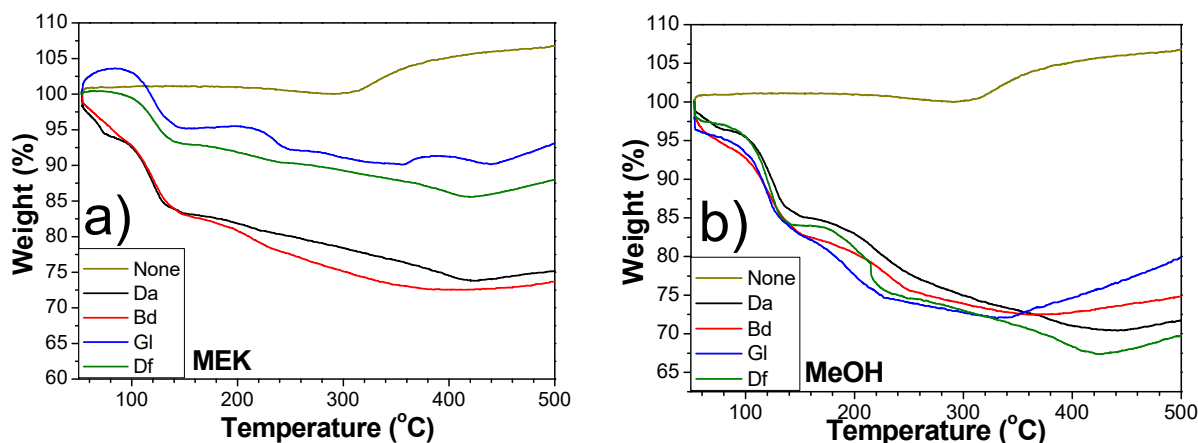 110
105
100
95
90
85
80
75
70
65
60
Weight (%)
a)
None
Da
Bd
Gl
Df
MEK
100
200
300
400
500
Temperature (°C)
110
105
100
95
90
85
80
75
70
65
Weight (%)
b)
None
Da
Bd
Gl
Df
MeOH
100
200
300
400
500
Temperature (°C)